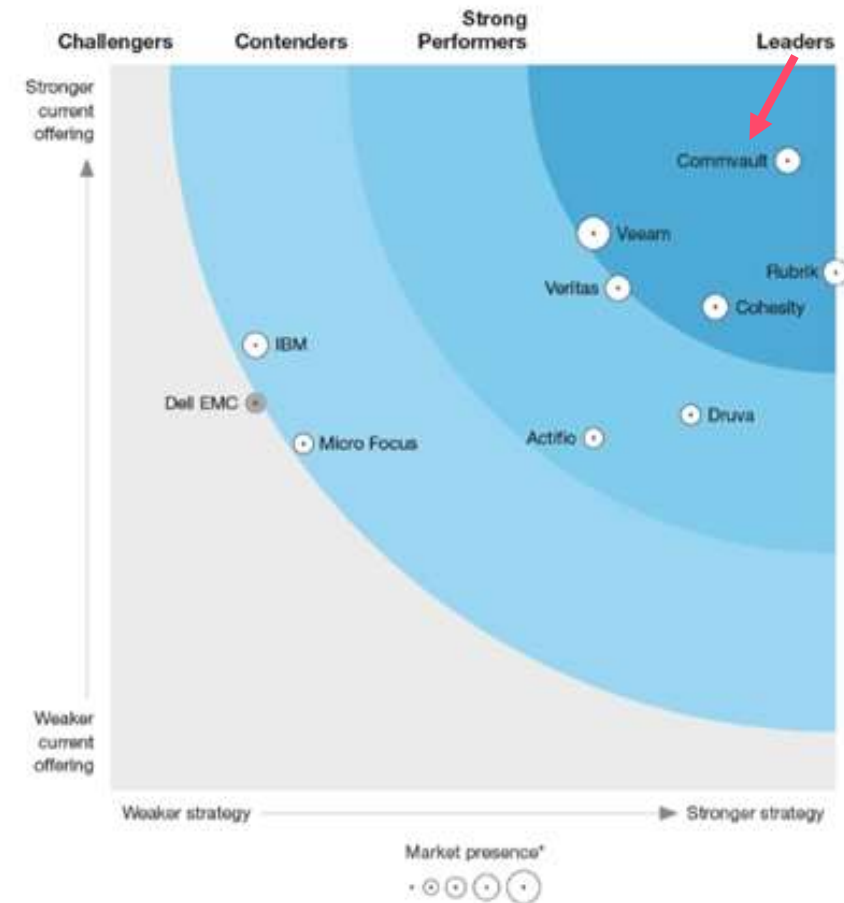 Challengers
Contenders
Strong
Performers
Leaders
Stronger
current
offering
Commvault
Veeam
Rubrik
Veritas
Cohesity
IBM
Dell EMC
Druva
Actifio
Micro Focus
Weaker
current
offering
Weaker strategy
Stronger strategy
Market presence*